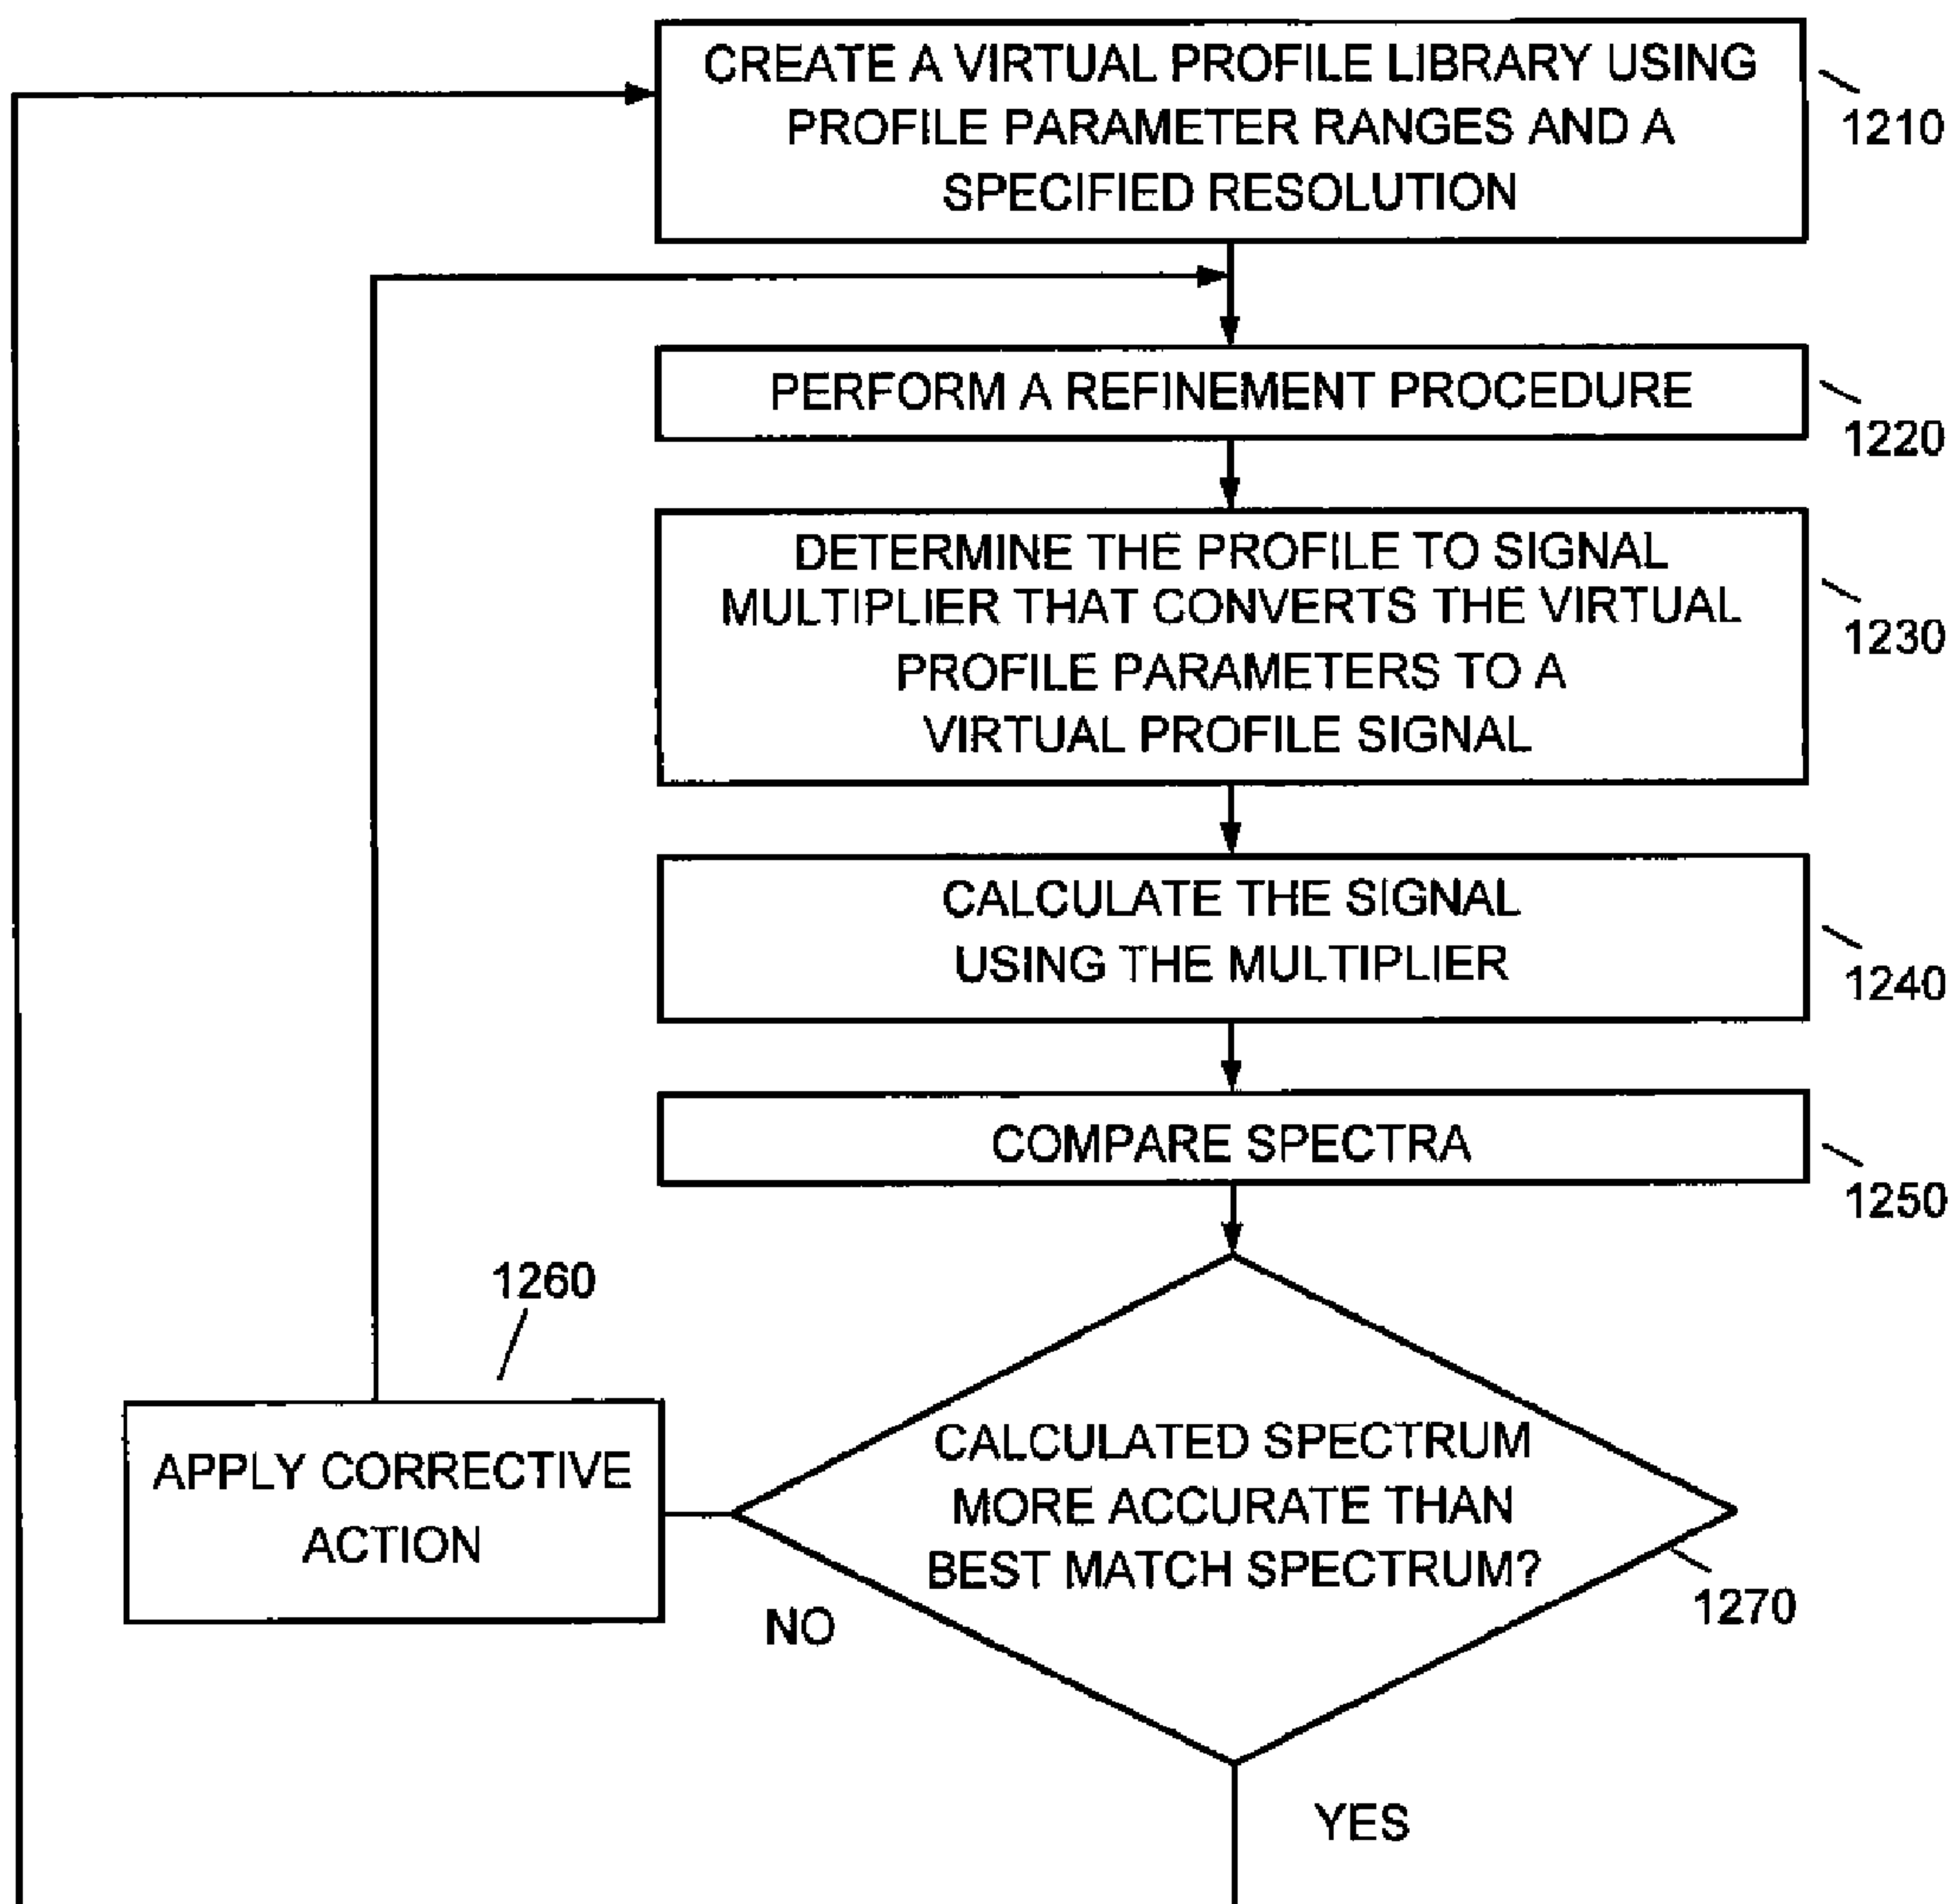 CREATE A VIRTUAL PROFILE LIBRARY USING
PROFILE PARAMETER RANGES AND A
SPECIFIED RESOLUTION
1210
PERFORM A REFINEMENT PROCEDURE
1220
DETERMINE THE PROFILE TO SIGNAL
MULTIPLIER THAT CONVERTS THE VIRTUAL
PROFILE PARAMETERS TO A
VIRTUAL PROFILE SIGNAL
1230
CALCULATE THE SIGNAL
USING THE MULTIPLIER
1240
COMPARE SPECTRA
1250
1260
APPLY CORRECTIVE
ACTION
CALCULATED SPECTRUM
MORE ACCURATE THAN
BEST MATCH SPECTRUM?
1270
NO
YES